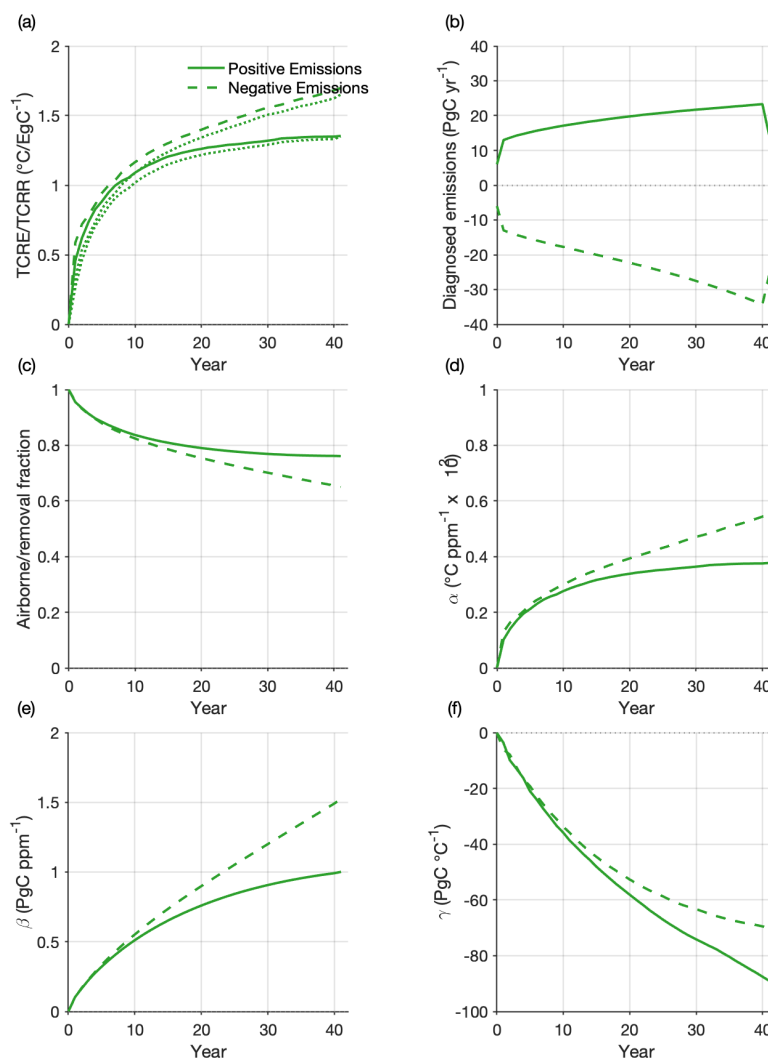 (a)
TCRE/TCRR (°C/EgC⁻¹)
2
1.5
1
0.5
0
Positive Emissions
Negative Emissions
0 10 20 30 40
Year
(b)
Diagnosed emissions (PgC yr⁻¹)
40
30
20
10
0
-10
-20
-30
-40
0 10 20 30 40
Year
(c)
Airborne/removal fraction
1
0.8
0.6
0.4
0.2
0
0 10 20 30 40
Year
(d)
α (°C ppm⁻¹ x 10²)
1
0.8
0.6
0.4
0.2
0
0 10 20 30 40
Year
(e)
β (PgC ppm⁻¹)
2
1.5
1
0.5
0
0 10 20 30 40
Year
(f)
γ (PgC °C⁻¹)
0
-20
-40
-60
-80
-100
0 10 20 30 40
Year